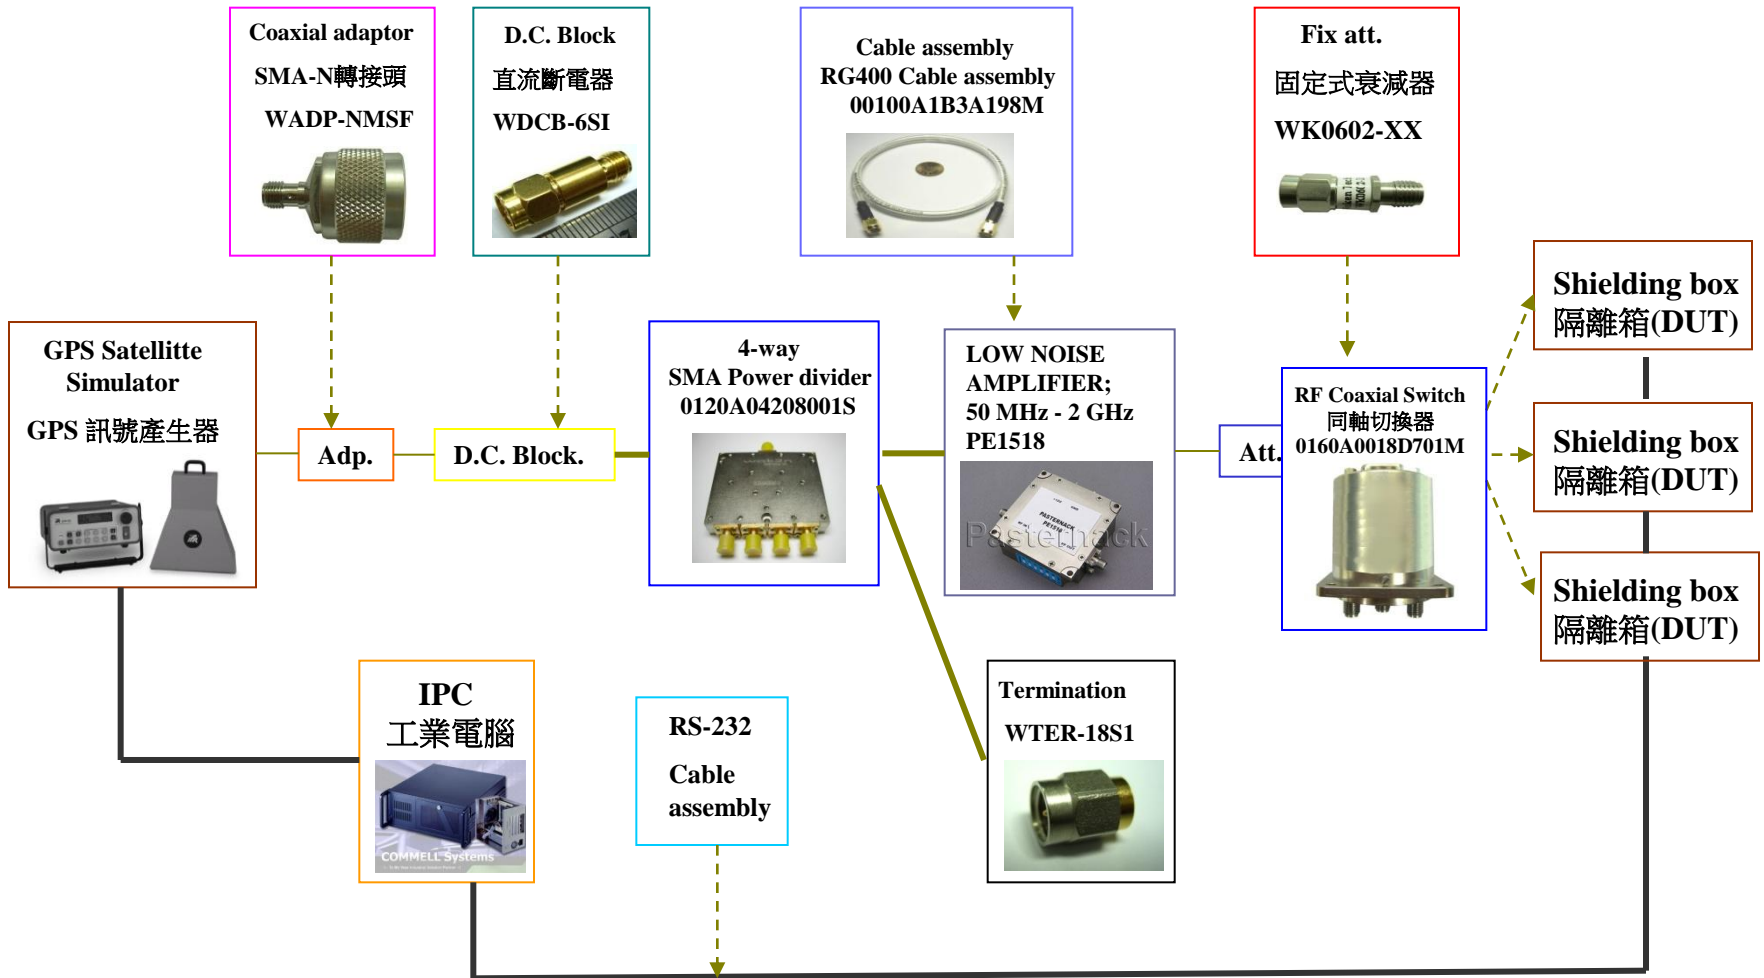 Coaxial adaptor
SMA-N轉接頭
WADP-NMSF
D.C. Block
直流斷電器
WDCB-6SI
Cable assembly
RG400 Cable assembly
00100A1B3A198M
Fix att.
固定式衰減器
WK0602-XX
GPS Satellitte
Simulator
GPS 訊號產生器
Adp.
D.C. Block.
4-way
SMA Power divider
0120A04208001S
LOW NOISE
AMPLIFIER;
50 MHz - 2 GHz
PE1518
PASTERNACK
PE1518
Pasternack
Att.
RF Coaxial Switch
同軸切換器
0160A0018D701M
Shielding box
隔離箱(DUT)
Shielding box
隔離箱(DUT)
Shielding box
隔離箱(DUT)
IPC
工業電腦
COMMELL Systems
RS-232
Cable
assembly
Termination
WTER-18S1